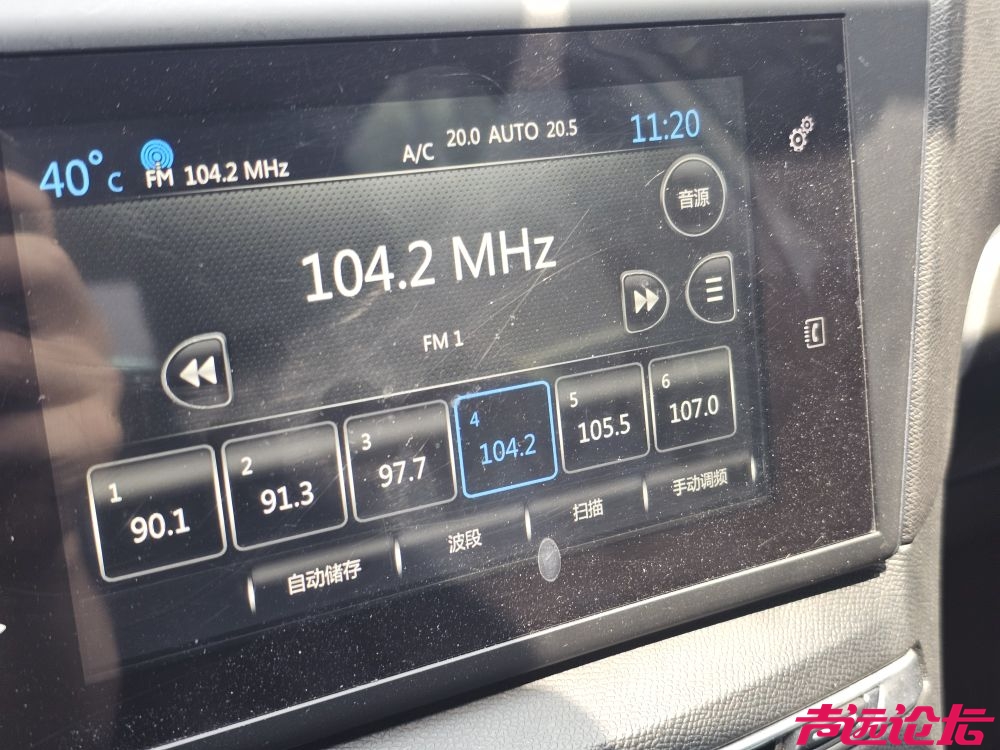 40°C FM 104.2 MHz A/C 20.0 AUTO 20.5 11:20
音源
104.2 MHz
FM 1
1 90.1
2 91.3
3 97.7
4 104.2
5 105.5
6 107.0
自动储存 波段 扫描 手动调频
声远论坛